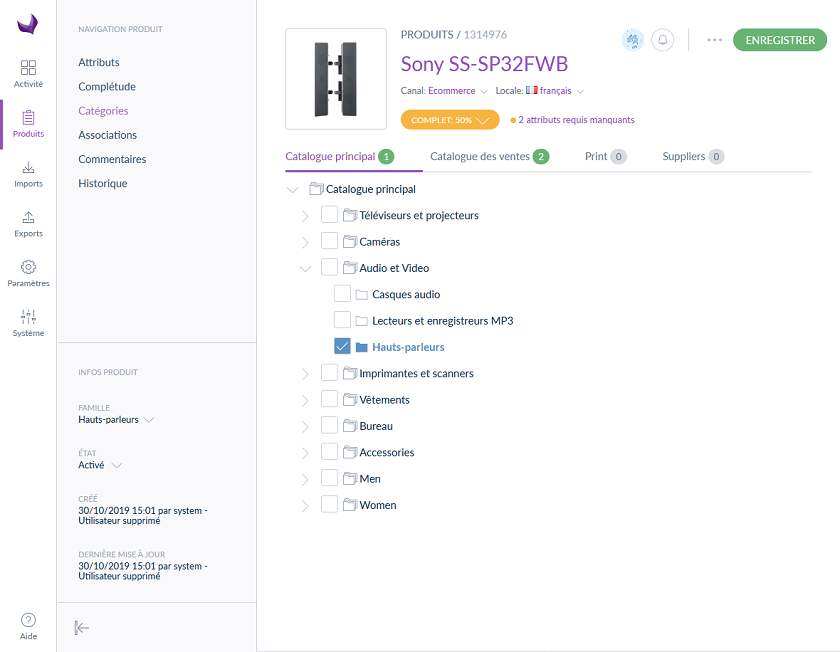 Activité
Produits
Imports
Exports
Paramètres
Système
Aide
NAVIGATION PRODUIT
Attributs
Complétude
Catégories
Associations
Commentaires
Historique
INFOS PRODUIT
FAMILLE
Hauts-parleurs
ÉTAT
Activé
CRÉÉ
30/10/2019 15:01 par system -
Utilisateur supprimé
DERNIÈRE MISE À JOUR
30/10/2019 15:01 par system -
Utilisateur supprimé
PRODUITS / 1314976
ENREGISTRER
Sony SS-SP32FWB
Canal: Ecommerce Locale: français
COMPLET: 50% 2 attributs requis manquants
Catalogue principal 1 Catalogue des ventes 2 Print 0 Suppliers 0
Catalogue principal
Téléviseurs et projecteurs
Caméras
Audio et Video
Casques audio
Lecteurs et enregistreurs MP3
Hauts-parleurs
Imprimantes et scanners
Vêtements
Bureau
Accessories
Men
Women